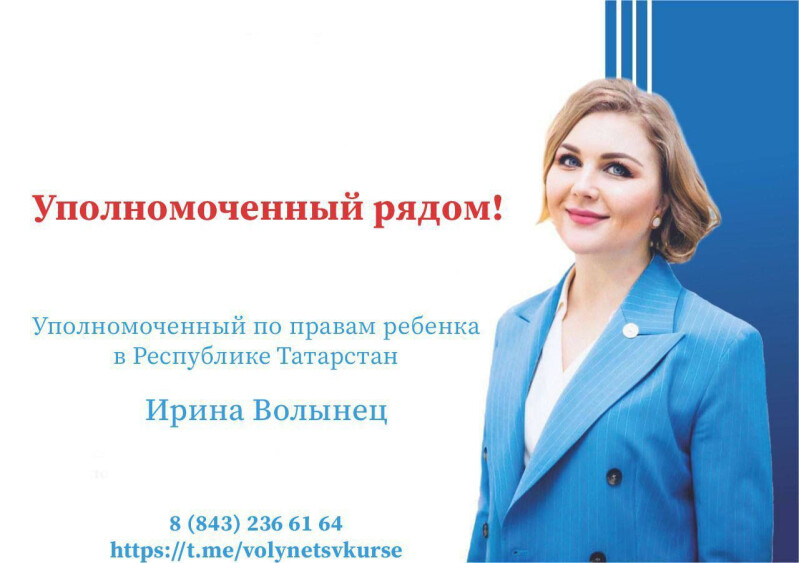 Уполномоченный рядом!
Уполномоченный по правам ребенка
в Республике Татарстан
Ирина Волынец
8 (843) 236 61 64
https://t.me/volynetsvkurse